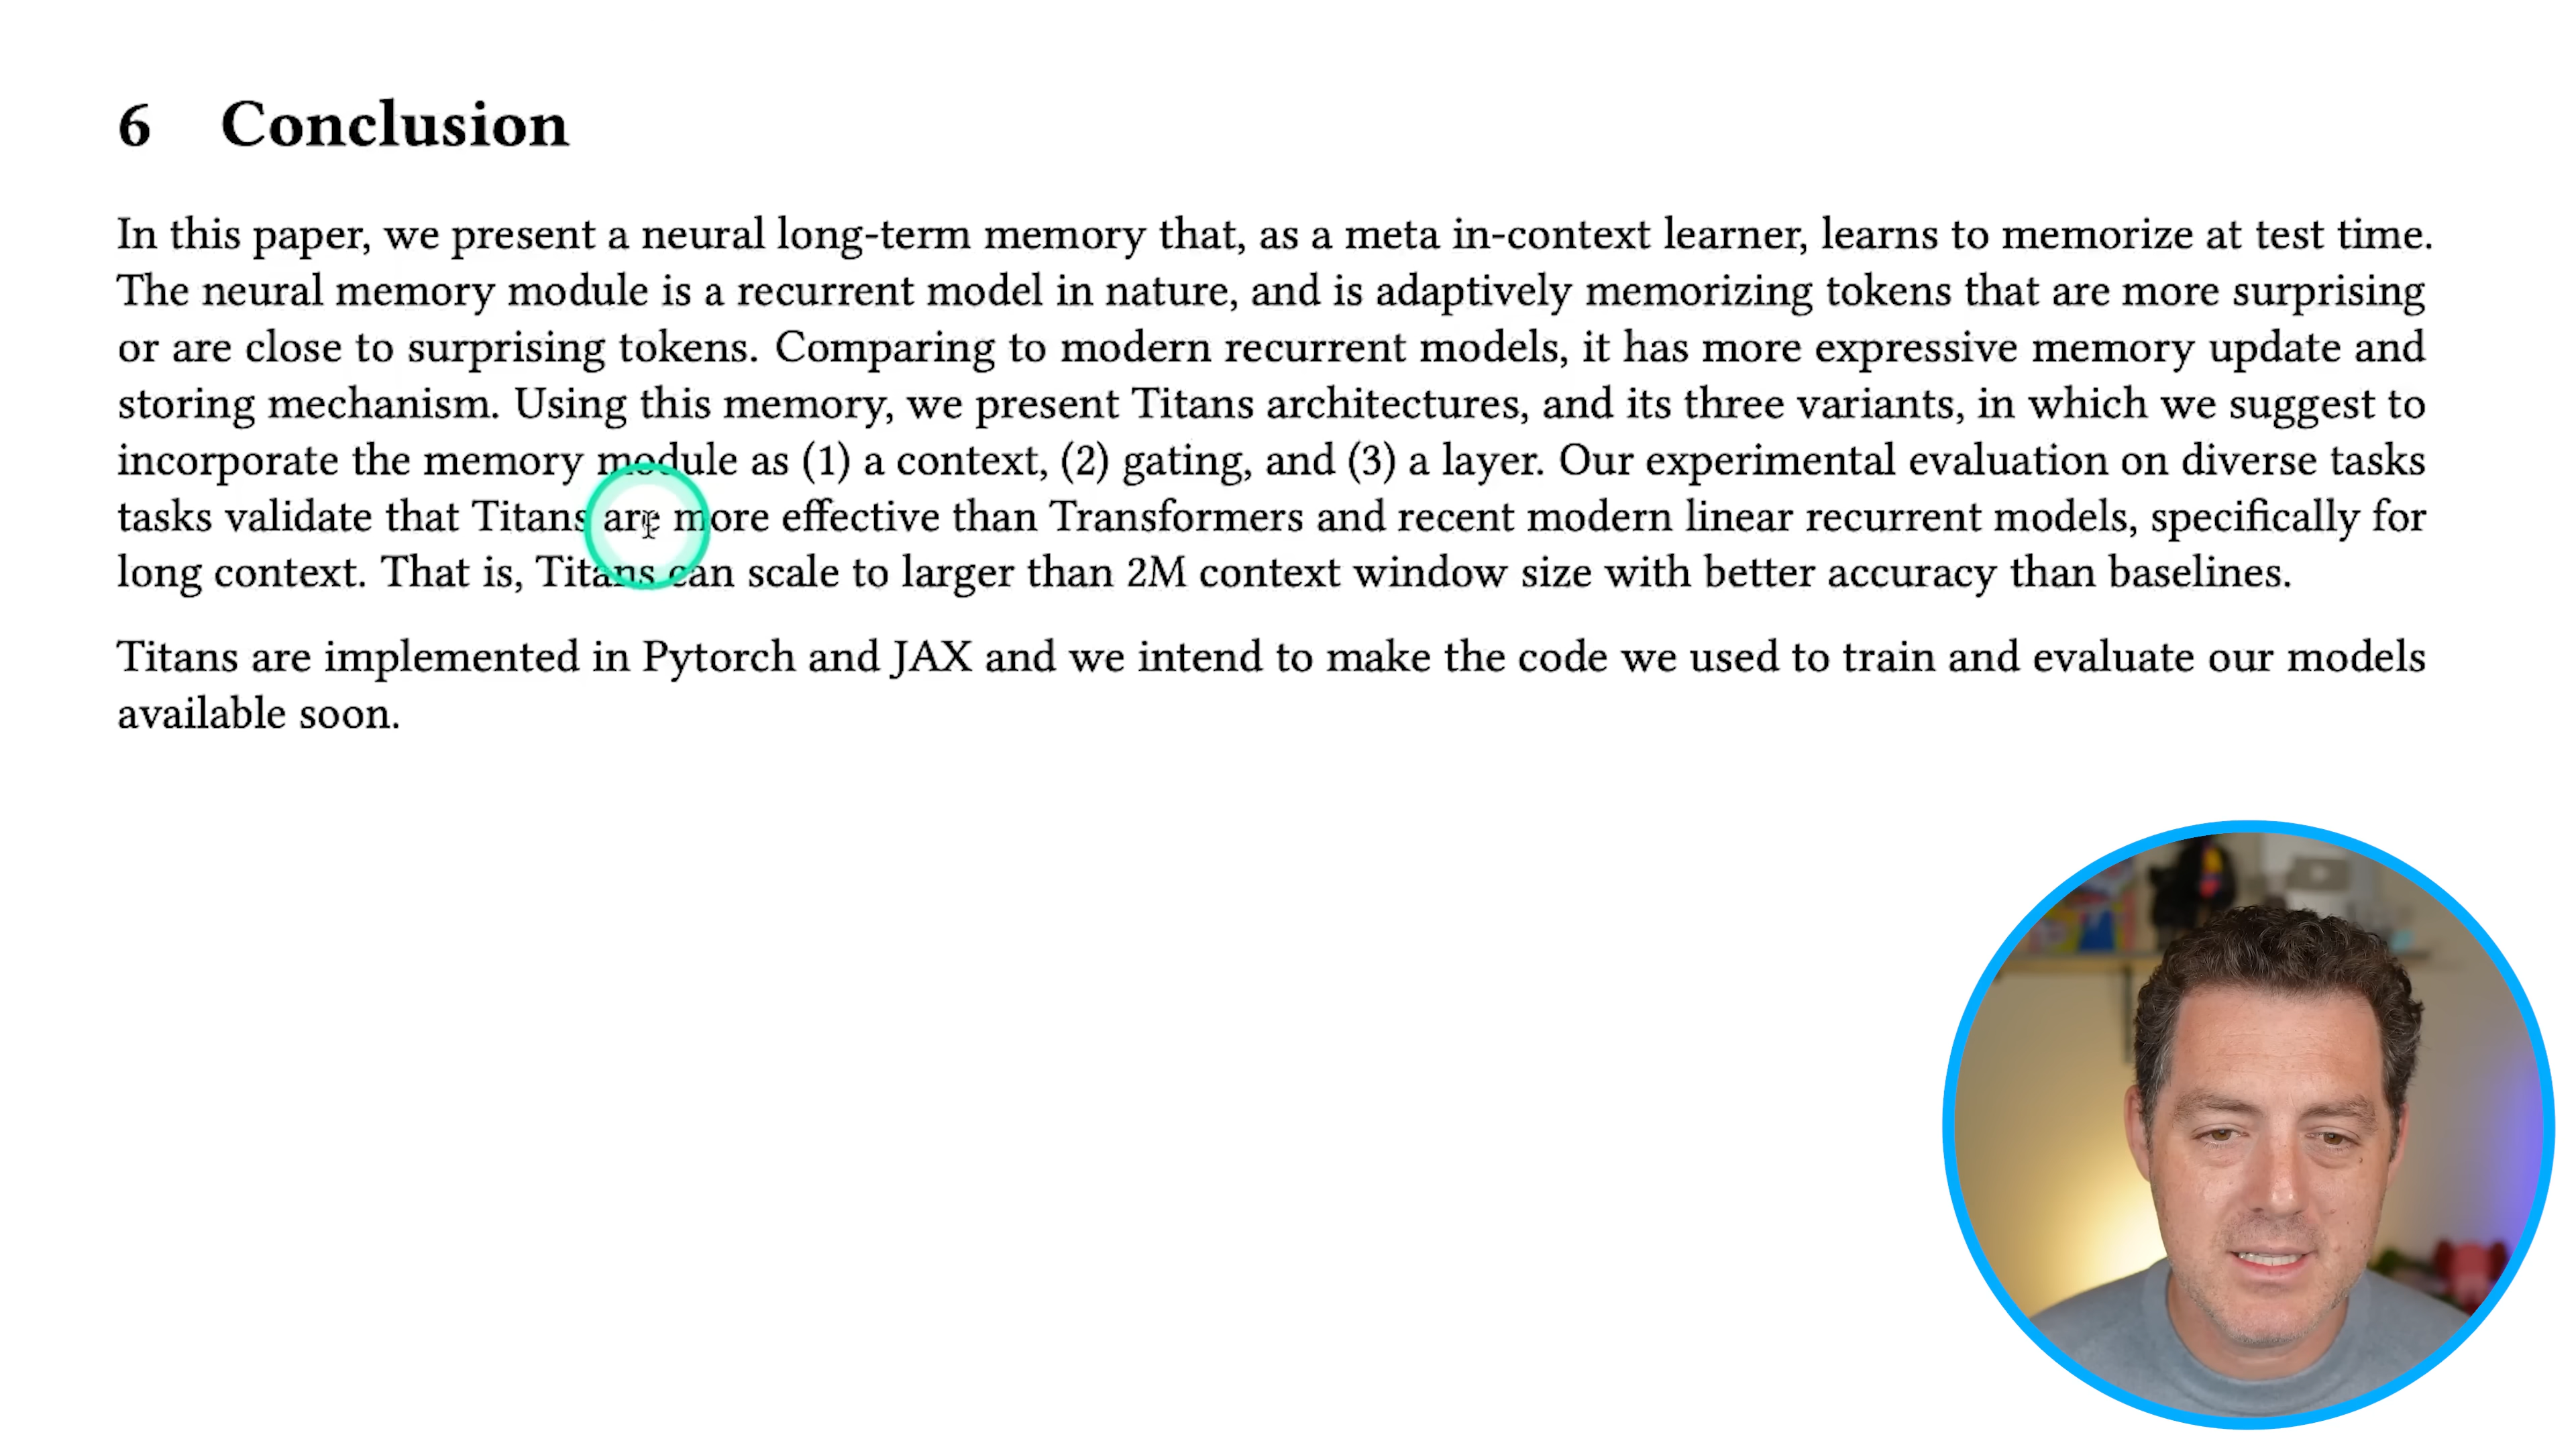 6 Conclusion
In this paper, we present a neural long-term memory that, as a meta in-context learner, learns to memorize at test time.
The neural memory module is a recurrent model in nature, and is adaptively memorizing tokens that are more surprising
or are close to surprising tokens. Comparing to modern recurrent models, it has more expressive memory update and
storing mechanism. Using this memory, we present Titans architectures, and its three variants, in which we suggest to
incorporate the memory module as (1) a context, (2) gating, and (3) a layer. Our experimental evaluation on diverse tasks
tasks validate that Titans are more effective than Transformers and recent modern linear recurrent models, specifically for
long context. That is, Titans can scale to larger than 2M context window size with better accuracy than baselines.
Titans are implemented in Pytorch and JAX and we intend to make the code we used to train and evaluate our models
available soon.